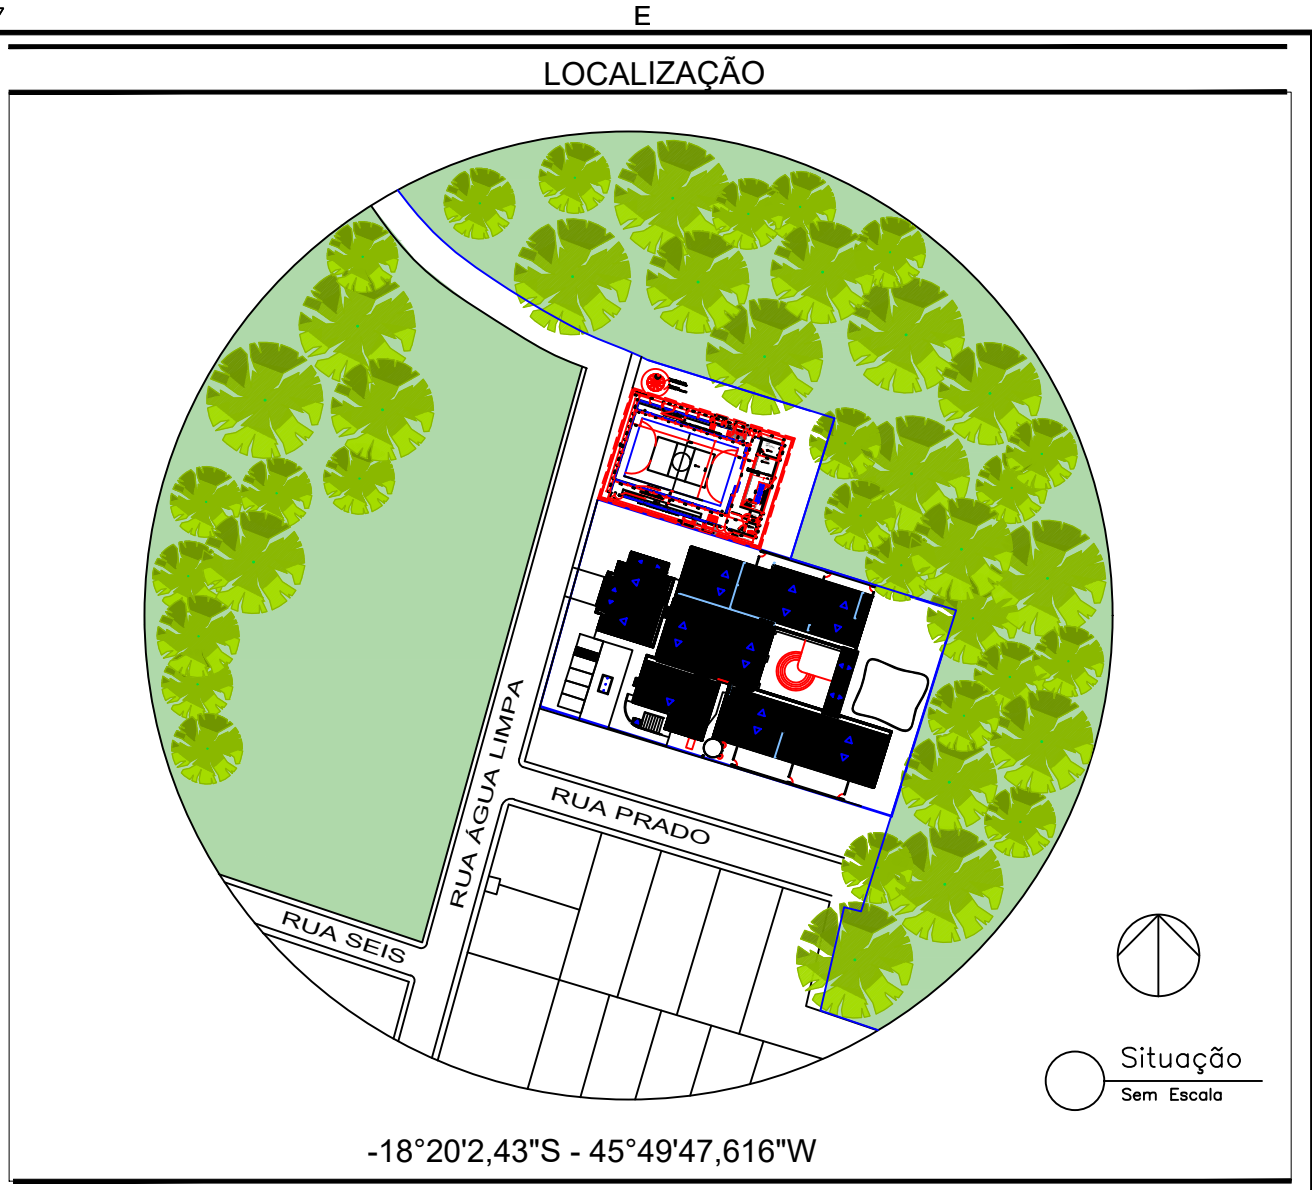 E
LOCALIZAÇÃO
RUA ÁGUA LIMPA
RUA PRADO
RUA SEIS
Situação
Sem Escala
-18°20'2,43"S - 45°49'47,616"W